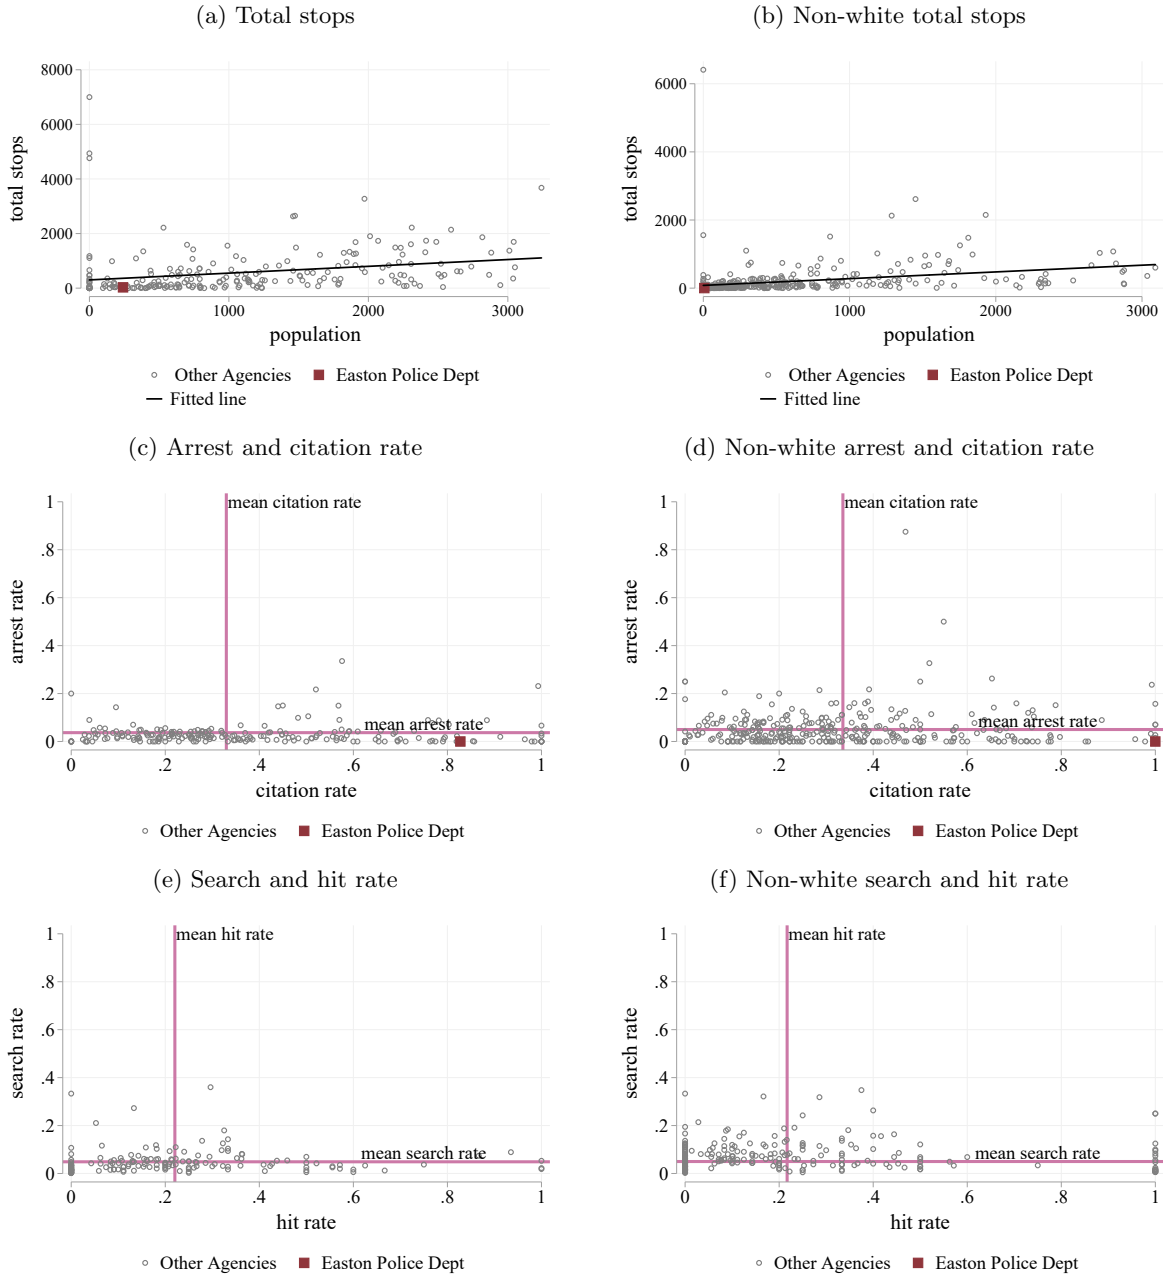 (a) Total stops
(b) Non-white total stops
8000
6000
4000
2000
0
total stops
0 1000 2000 3000
population
Other Agencies Easton Police Dept
Fitted line
6000
4000
2000
0
total stops
0 1000 2000 3000
population
Other Agencies Easton Police Dept
Fitted line
(c) Arrest and citation rate
(d) Non-white arrest and citation rate
1
.8
.6
.4
.2
0
arrest rate
mean citation rate
mean arrest rate
0 .2 .4 .6 .8 1
citation rate
Other Agencies Easton Police Dept
1
.8
.6
.4
.2
0
arrest rate
mean citation rate
mean arrest rate
0 .2 .4 .6 .8 1
citation rate
Other Agencies Easton Police Dept
(e) Search and hit rate
(f) Non-white search and hit rate
1
.8
.6
.4
.2
0
search rate
mean hit rate
mean search rate
0 .2 .4 .6 .8 1
hit rate
Other Agencies Easton Police Dept
1
.8
.6
.4
.2
0
search rate
mean hit rate
mean search rate
0 .2 .4 .6 .8 1
hit rate
Other Agencies Easton Police Dept